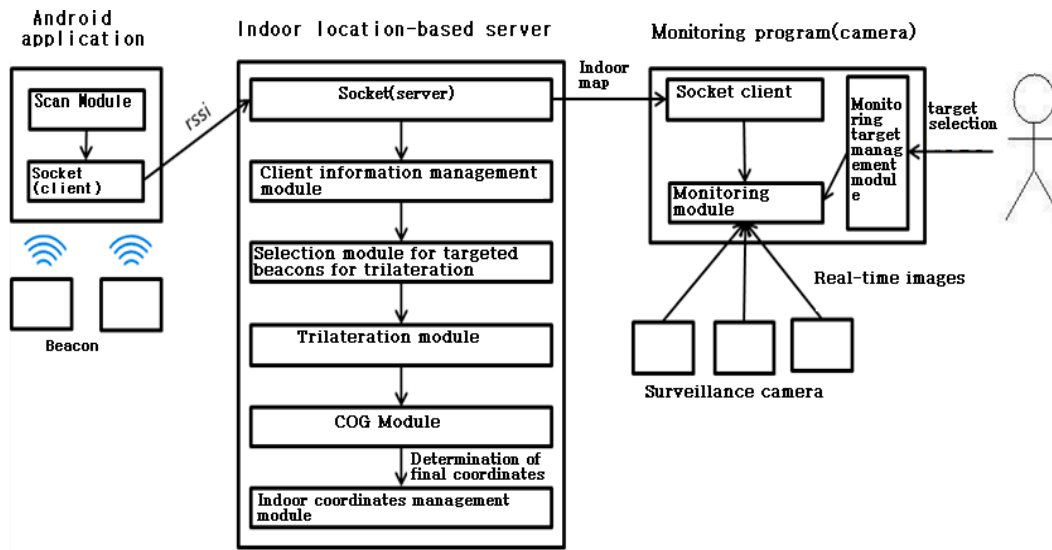 Android
application
Scan Module
Socket
(client)
Beacon
rssi
Indoor location-based server
Socket(server)
Client information management
module
Selection module for targeted
beacons for trilateration
Trilateration module
COG Module
Determination of
final coordinates
Indoor coordinates management
module
Indoor
map
Monitoring program(camera)
Socket client
Monitoring
module
Monito
ring
target
manag
ement
modul
e
target
selection
Real-time images
Surveillance camera